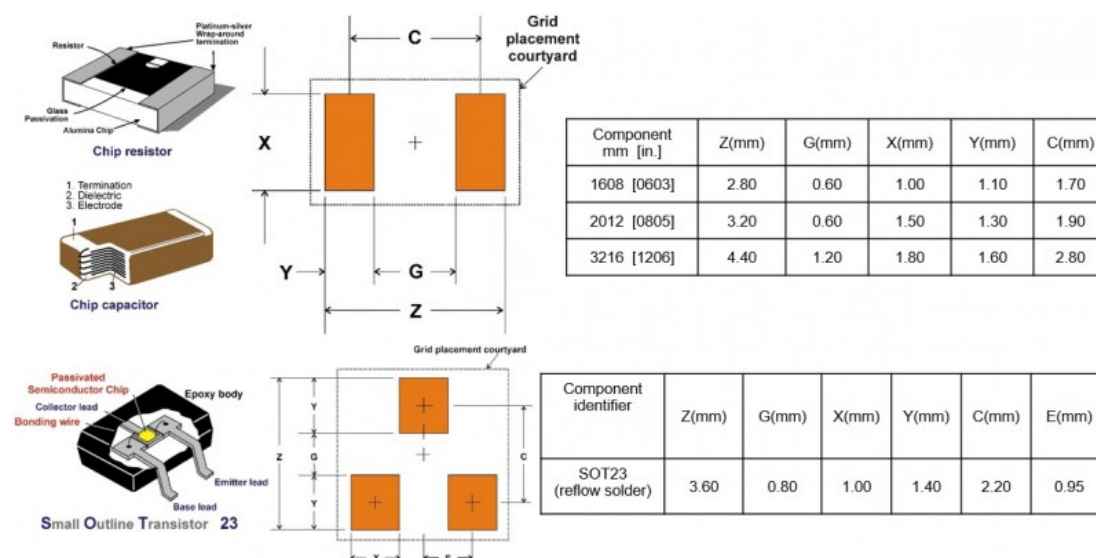 Platinum-silver
Wrap-around
termination
Resistor
Glass
Passivation
Alumina Chip
Chip resistor
1. Termination
2. Dielectric
3. Electrode
1
2
3
Chip capacitor
C
Grid
placement
courtyard
X
Y
G
Z
Component
mm [in.]
Z(mm)
G(mm)
X(mm)
Y(mm)
C(mm)
1608 [0603]
2.80
0.60
1.00
1.10
1.70
2012 [0805]
3.20
0.60
1.50
1.30
1.90
3216 [1206]
4.40
1.20
1.80
1.60
2.80
Passivated
Semiconductor Chip
Collector lead
Bonding wire
Epoxy body
Emitter lead
Base lead
Small Outline Transistor 23
Grid placement courtyard
Y
Z
G
C
Y
X
E
Component
identifier
Z(mm)
G(mm)
X(mm)
Y(mm)
C(mm)
E(mm)
SOT23
(reflow solder)
3.60
0.80
1.00
1.40
2.20
0.95